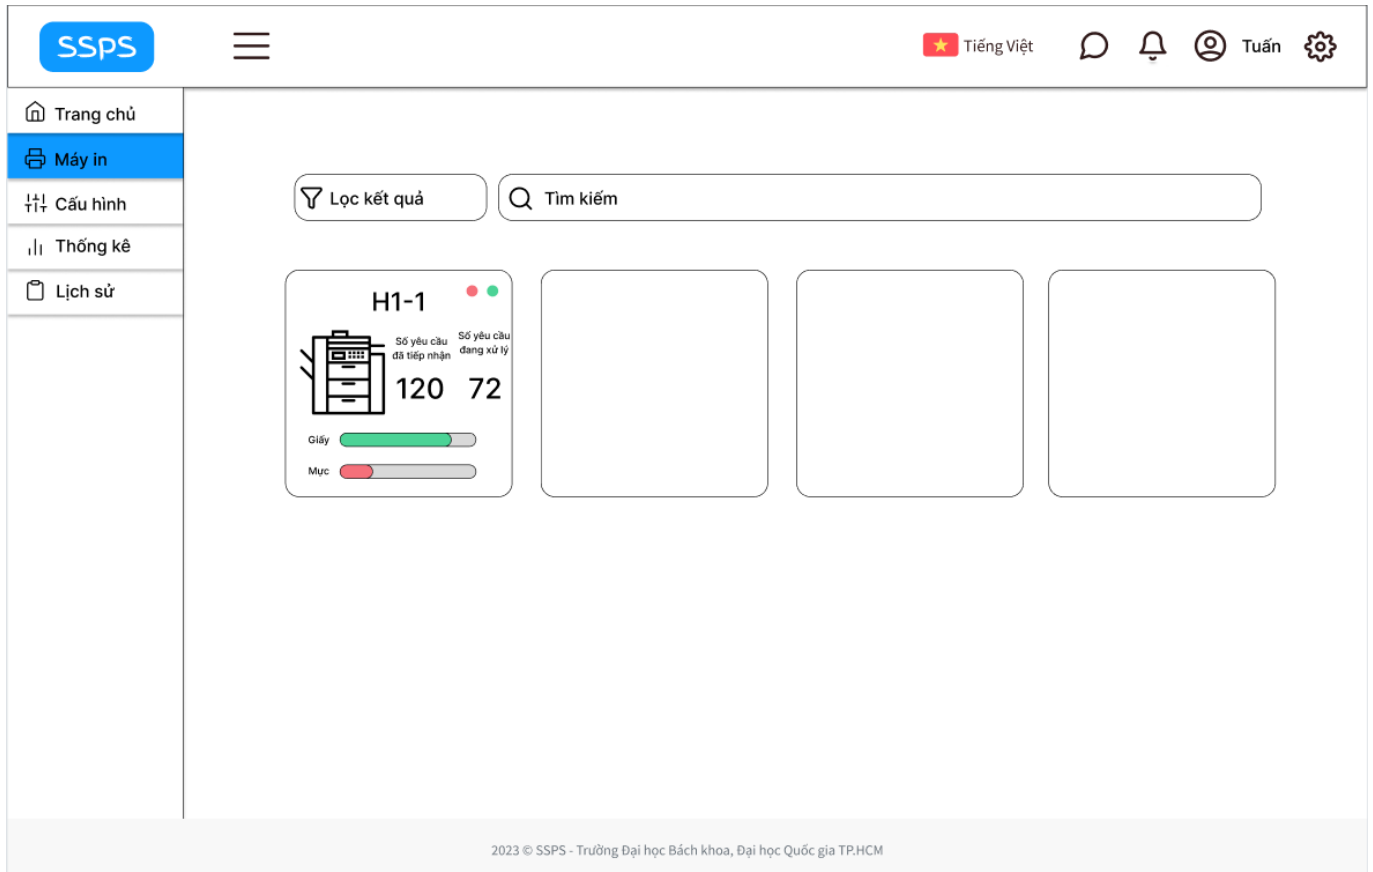 SSPS
Tiếng Việt
Tuấn
Trang chủ
Máy in
Cấu hình
Thống kê
Lịch sử
Lọc kết quả
Tìm kiếm
H1-1
Số yêu cầu
đã tiếp nhận
120
Số yêu cầu
đang xử lý
72
Giấy
Mực
2023 © SSPS - Trường Đại học Bách khoa, Đại học Quốc gia TP.HCM